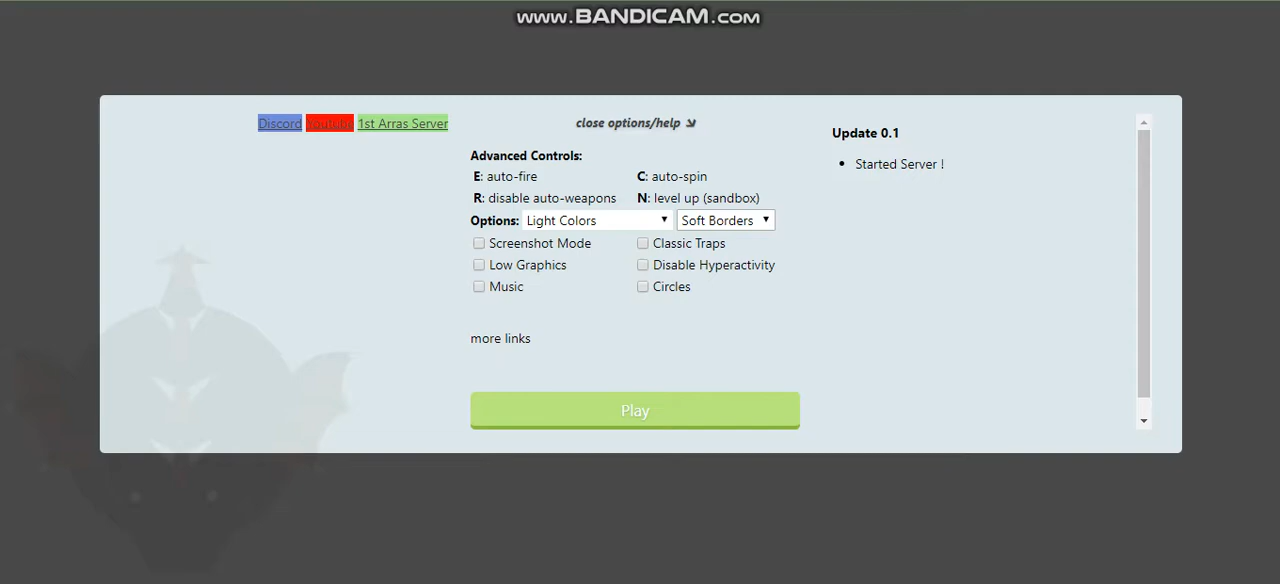 www.BANDICAM.COM
Discord Youtube 1st Arras Server
close options/help ⇲
Advanced Controls:
E: auto-fire
C: auto-spin
R: disable auto-weapons
N: level up (sandbox)
Options: Light Colors Soft Borders
Screenshot Mode
Classic Traps
Low Graphics
Disable Hyperactivity
Music
Circles
more links
Play
Update 0.1
• Started Server !